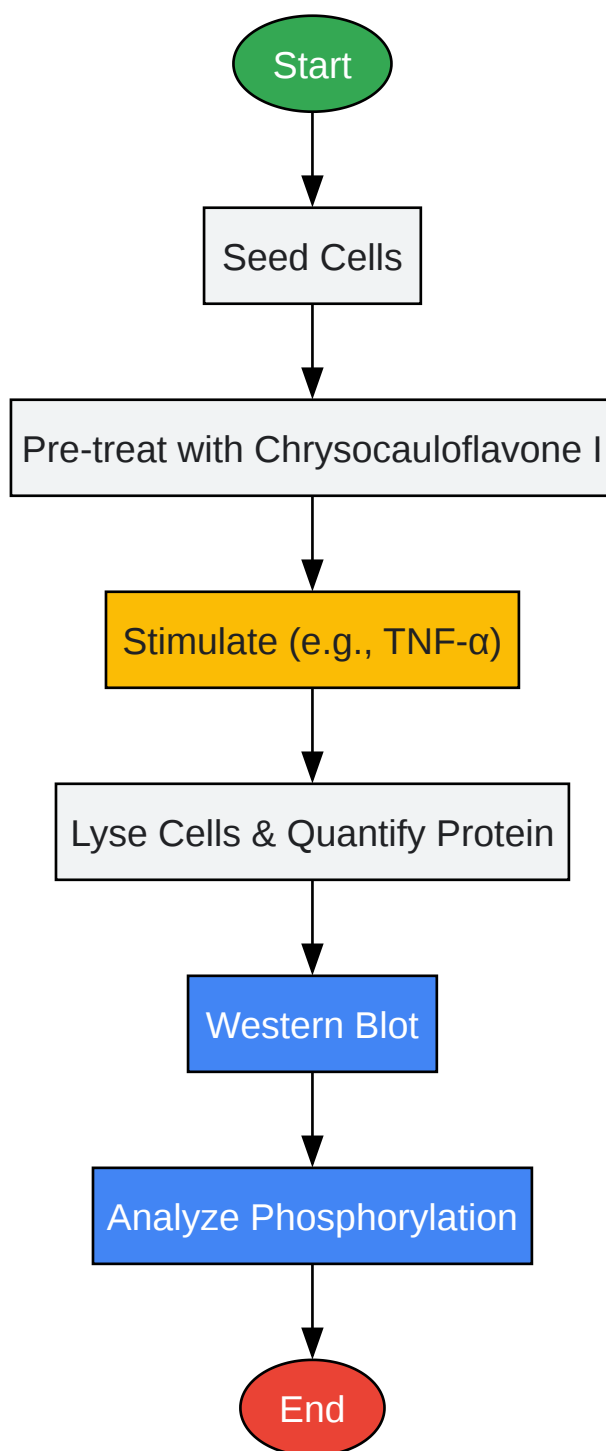 Start
Seed Cells
Pre-treat with Chrysocauloflavone I
Stimulate (e.g., TNF-α)
Lyse Cells & Quantify Protein
Western Blot
Analyze Phosphorylation
End